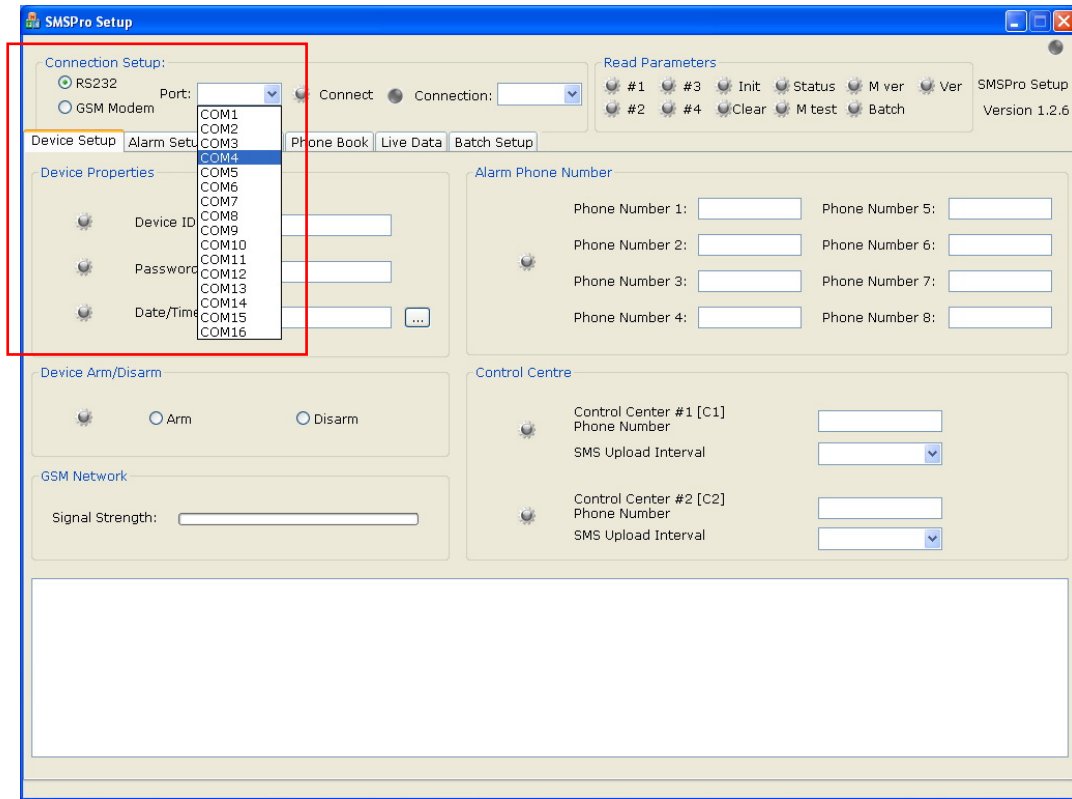 SMSPro Setup
Connection Setup:
RS232
GSM Modem
Port:
Connect
Connection:
Read Parameters
#1 #3 Init Status M ver Ver
#2 #4 Clear M test Batch
SMSPro Setup
Version 1.2.6
COM1
COM2
COM3
COM4
COM5
COM6
COM7
COM8
COM9
COM10
COM11
COM12
COM13
COM14
COM15
COM16
Device Setup Alarm Setu Phone Book Live Data Batch Setup
Device Properties
Device ID
Password
Date/Time
...
Alarm Phone Number
Phone Number 1: Phone Number 5:
Phone Number 2: Phone Number 6:
Phone Number 3: Phone Number 7:
Phone Number 4: Phone Number 8:
Device Arm/Disarm
Arm Disarm
GSM Network
Signal Strength:
Control Centre
Control Center #1 [C1]
Phone Number
SMS Upload Interval
Control Center #2 [C2]
Phone Number
SMS Upload Interval